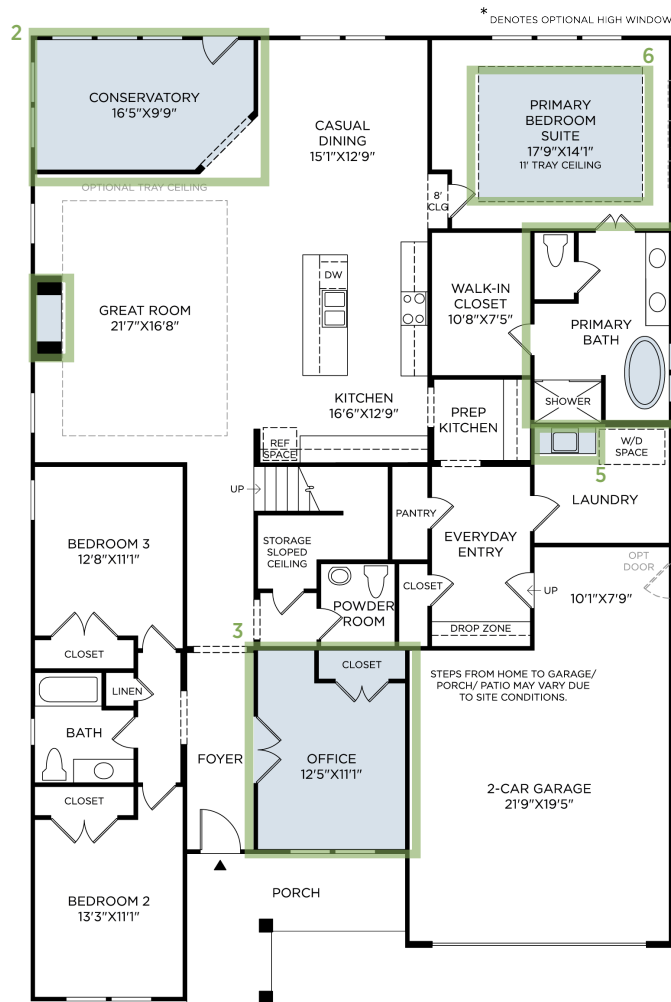 * DENOTES OPTIONAL HIGH WINDOW
2
6
CONSERVATORY
16'5"X9'9"
CASUAL
DINING
15'1"X12'9"
PRIMARY
BEDROOM
SUITE
17'9"X14'1"
11' TRAY CEILING
OPTIONAL TRAY CEILING
8'
CLG
DW
GREAT ROOM
21'7"X16'8"
WALK-IN
CLOSET
10'8"X7'5"
PRIMARY
BATH
KITCHEN
16'6"X12'9"
PREP
KITCHEN
SHOWER
REF
SPACE
W/D
SPACE
5
UP
PANTRY
LAUNDRY
BEDROOM 3
12'8"X11'1"
STORAGE
SLOPED
CEILING
EVERYDAY
ENTRY
OPT
DOOR
CLOSET
UP
10'1"X7'9"
POWDER
ROOM
DROP ZONE
3
CLOSET
CLOSET
STEPS FROM HOME TO GARAGE/
PORCH/ PATIO MAY VARY DUE
TO SITE CONDITIONS.
LINEN
BATH
FOYER
OFFICE
12'5"X11'1"
2-CAR GARAGE
21'9"X19'5"
CLOSET
PORCH
BEDROOM 2
13'3"X11'1"